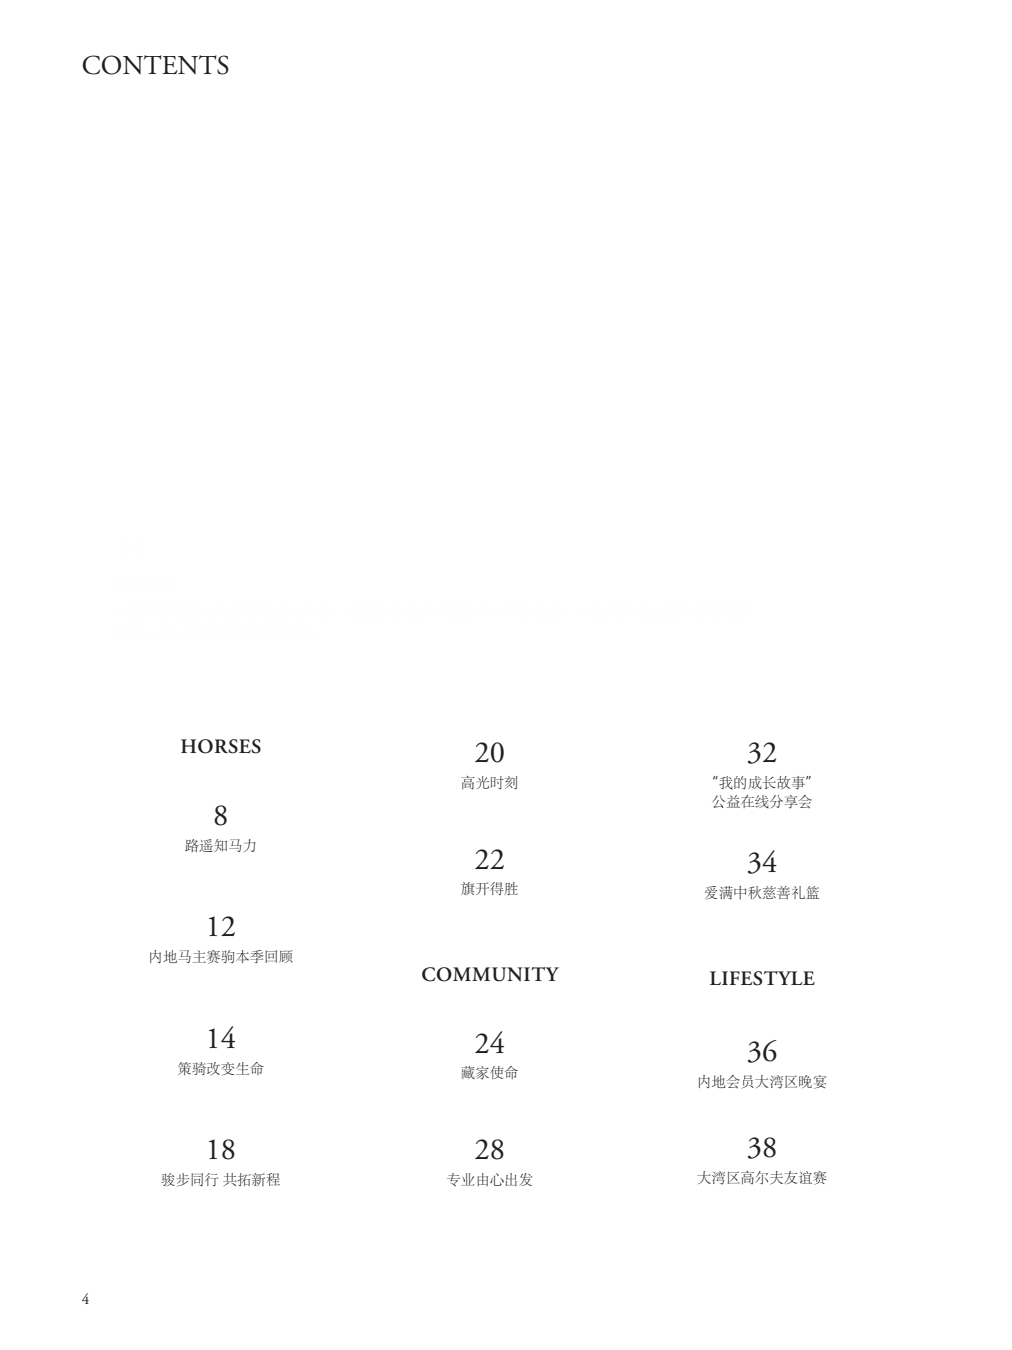 CONTENTS
HORSES
8
路遥知马力
12
内地马主赛驹本季回顾
14
策骑改变生命
18
骏步同行 共拓新程
20
高光时刻
22
旗开得胜
COMMUNITY
24
藏家使命
28
专业由心出发
32
"我的成长故事"
公益在线分享会
34
爱满中秋慈善礼篮
LIFESTYLE
36
内地会员大湾区晚宴
38
大湾区高尔夫友谊赛
4